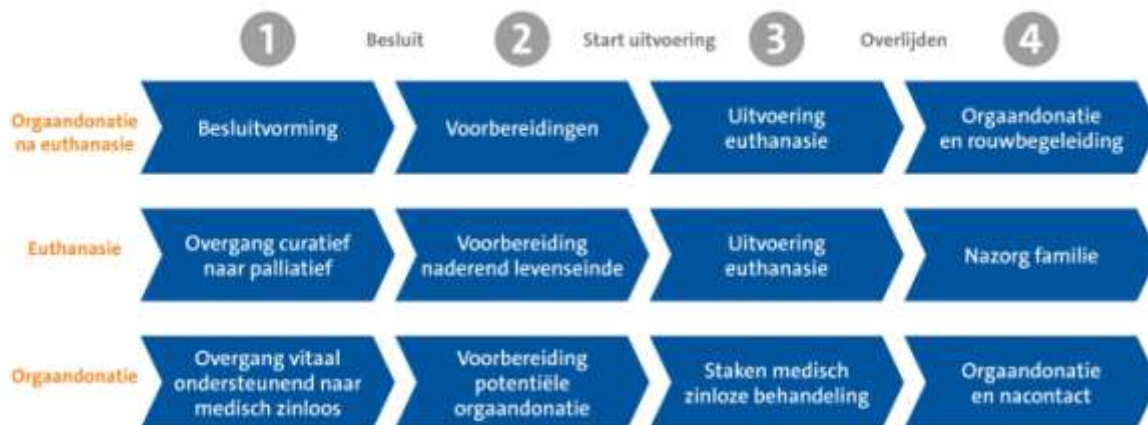 1
Besluit
2
Start uitvoering
3
Overlijden
4
Orgaandonatie
na euthanasie
Besluitvorming
Voorbereidingen
Uitvoering
euthanasie
Orgaandonatie
en rouwbegeleiding
Euthanasie
Overgang curatief
naar palliatief
Voorbereiding
naderend levenseinde
Uitvoering
euthanasie
Nazorg familie
Orgaandonatie
Overgang vitaal
ondersteunend naar
medisch zinloos
Voorbereiding
potentiële
orgaandonatie
Staken medisch
zinloze behandeling
Orgaandonatie
en nacontact